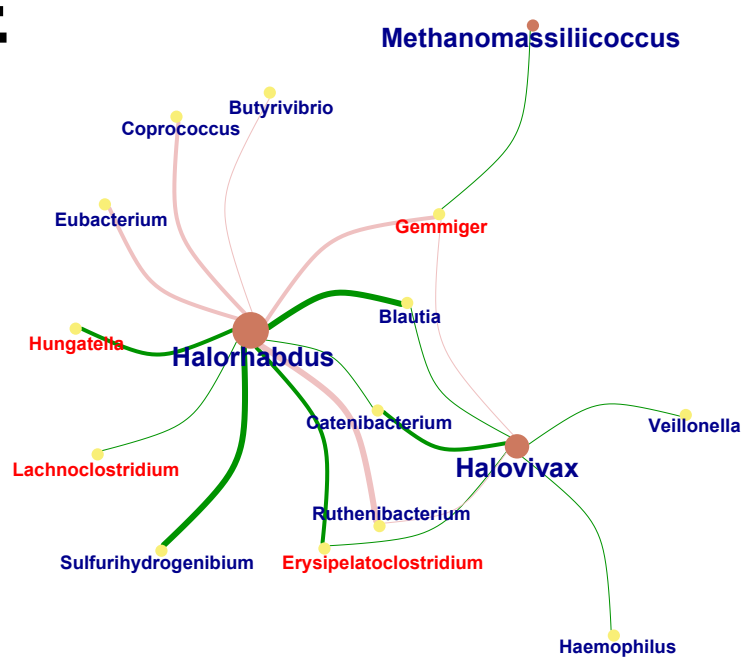 Methanomassiliicoccus
Butyrivibrio
Coprococcus
Eubacterium
Gemmiger
Blautia
Hungatella
Halorhabdus
Catenibacterium
Veillonella
Lachnoclostridium
Halovivax
Ruthenibacterium
Sulfurihydrogenibium
Erysipelatoclostridium
Haemophilus